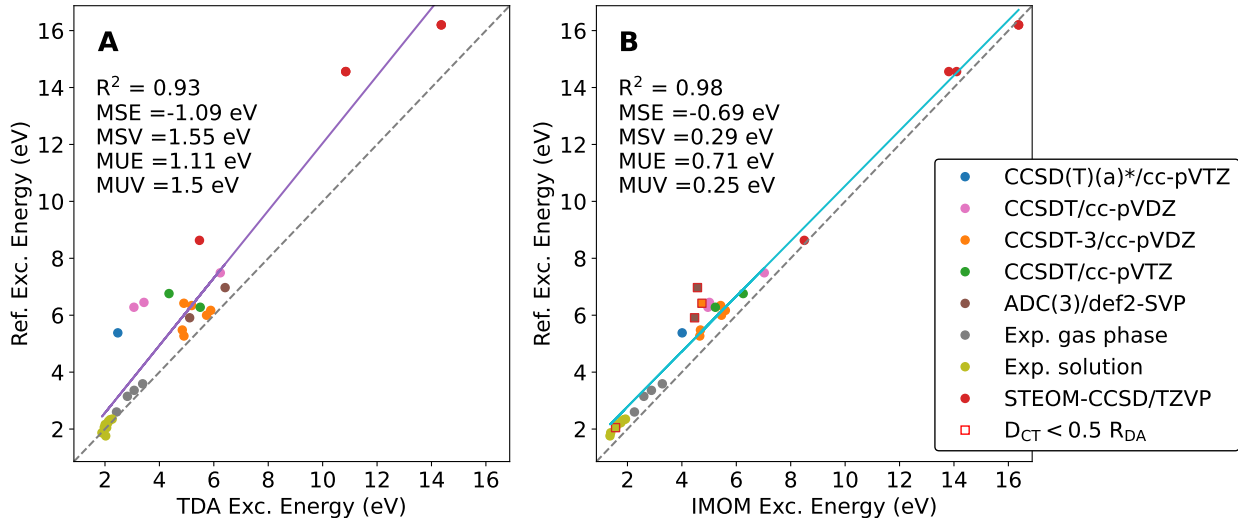 A
R² = 0.93
MSE =-1.09 eV
MSV =1.55 eV
MUE =1.11 eV
MUV =1.5 eV
Ref. Exc. Energy (eV)
16
14
12
10
8
6
4
2
2 4 6 8 10 12 14 16
TDA Exc. Energy (eV)
B
R² = 0.98
MSE =-0.69 eV
MSV =0.29 eV
MUE =0.71 eV
MUV =0.25 eV
Ref. Exc. Energy (eV)
16
14
12
10
8
6
4
2
2 4 6 8 10 12 14 16
IMOM Exc. Energy (eV)
CCSD(T)(a)*/cc-pVTZ
CCSDT/cc-pVDZ
CCSDT-3/cc-pVDZ
CCSDT/cc-pVTZ
ADC(3)/def2-SVP
Exp. gas phase
Exp. solution
STEOM-CCSD/TZVP
D_CT < 0.5 R_DA